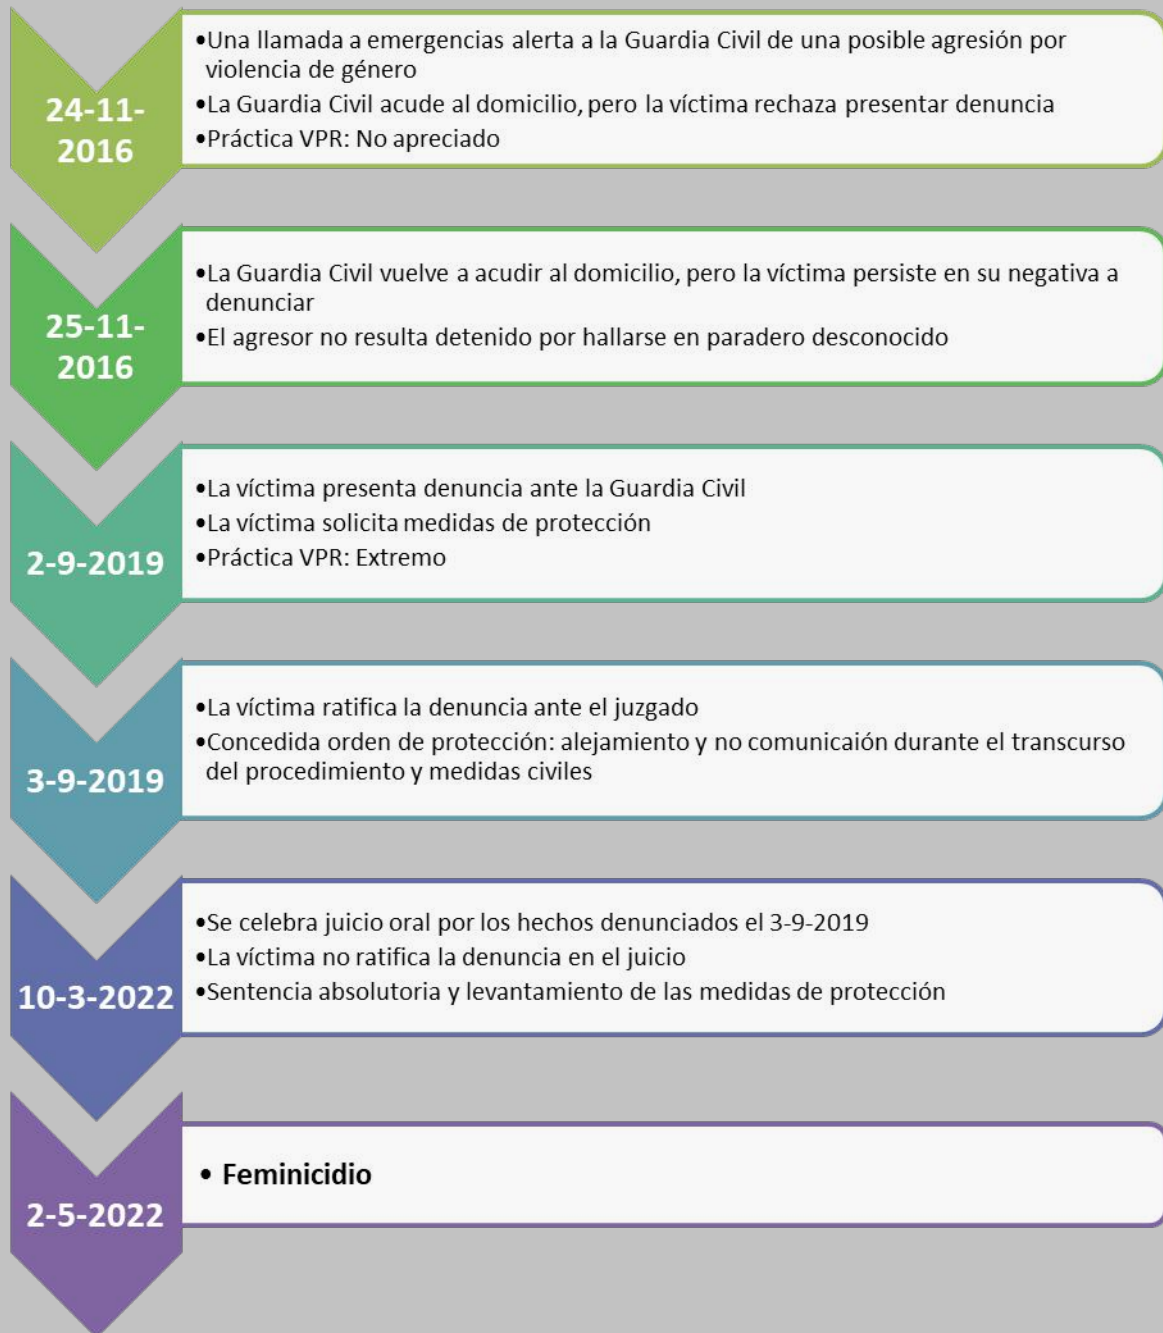 24-11-
2016
•Una llamada a emergencias alerta a la Guardia Civil de una posible agresión por
violencia de género
•La Guardia Civil acude al domicilio, pero la víctima rechaza presentar denuncia
•Práctica VPR: No apreciado
25-11-
2016
•La Guardia Civil vuelve a acudir al domicilio, pero la víctima persiste en su negativa a
denunciar
•El agresor no resulta detenido por hallarse en paradero desconocido
2-9-2019
•La víctima presenta denuncia ante la Guardia Civil
•La víctima solicita medidas de protección
•Práctica VPR: Extremo
3-9-2019
•La víctima ratifica la denuncia ante el juzgado
•Concedida orden de protección: alejamiento y no comunicaión durante el transcurso
del procedimiento y medidas civiles
10-3-2022
•Se celebra juicio oral por los hechos denunciados el 3-9-2019
•La víctima no ratifica la denuncia en el juicio
•Sentencia absolutoria y levantamiento de las medidas de protección
2-5-2022
• Feminicidio